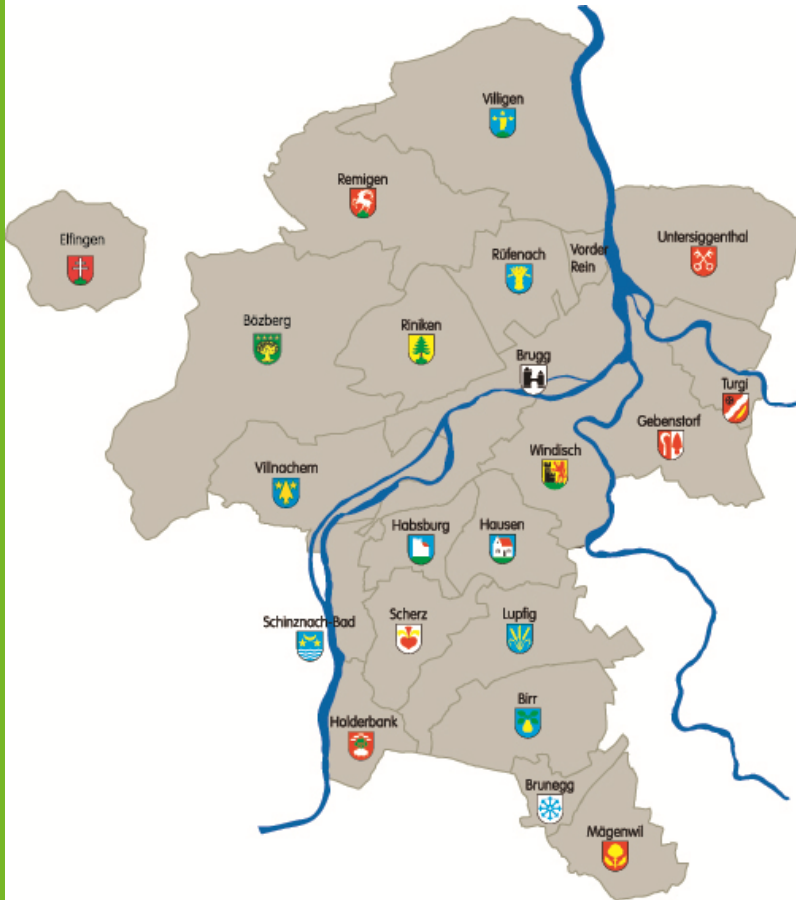 Villigen
Remigen
Elfingen
Rüfenach
Vorder
Rein
Untersiggenthal
Bözberg
Riniken
Brugg
Turgi
Gebenstorf
Windisch
Villnachern
Habsburg
Hausen
Schinznach-Bad
Scherz
Lupfig
Birr
Holderbank
Brunegg
Mägenwil